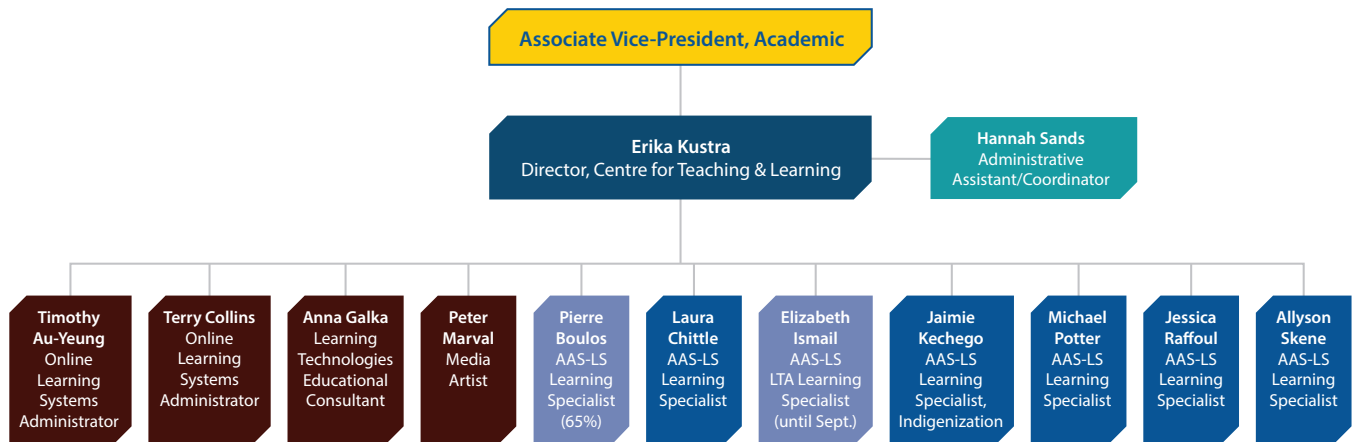 Associate Vice-President, Academic
Erika Kustra
Director, Centre for Teaching & Learning
Hannah Sands
Administrative
Assistant/Coordinator
Timothy
Au-Yeung
Online
Learning
Systems
Administrator
Terry Collins
Online
Learning
Systems
Administrator
Anna Galka
Learning
Technologies
Educational
Consultant
Peter
Marval
Media
Artist
Pierre
Boulos
AAS-LS
Learning
Specialist
(65%)
Laura
Chittle
AAS-LS
Learning
Specialist
Elizabeth
Ismail
AAS-LS
LTA Learning
Specialist
(until Sept.)
Jaimie
Kechego
AAS-LS
Learning
Specialist,
Indigenization
Michael
Potter
AAS-LS
Learning
Specialist
Jessica
Raffoul
AAS-LS
Learning
Specialist
Allyson
Skene
AAS-LS
Learning
Specialist